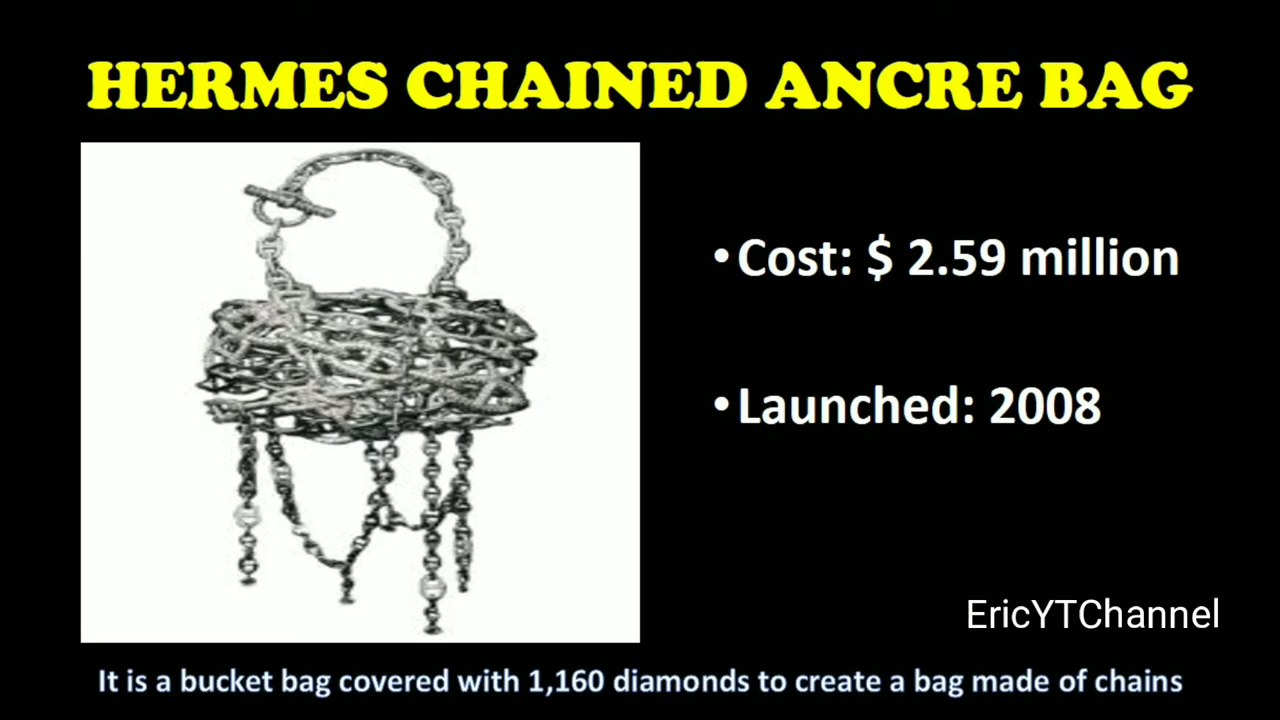 HERMES CHAINED ANCRE BAG
•Cost: $ 2.59 million
•Launched: 2008
EricYTChannel
It is a bucket bag covered with 1,160 diamonds to create a bag made of chains